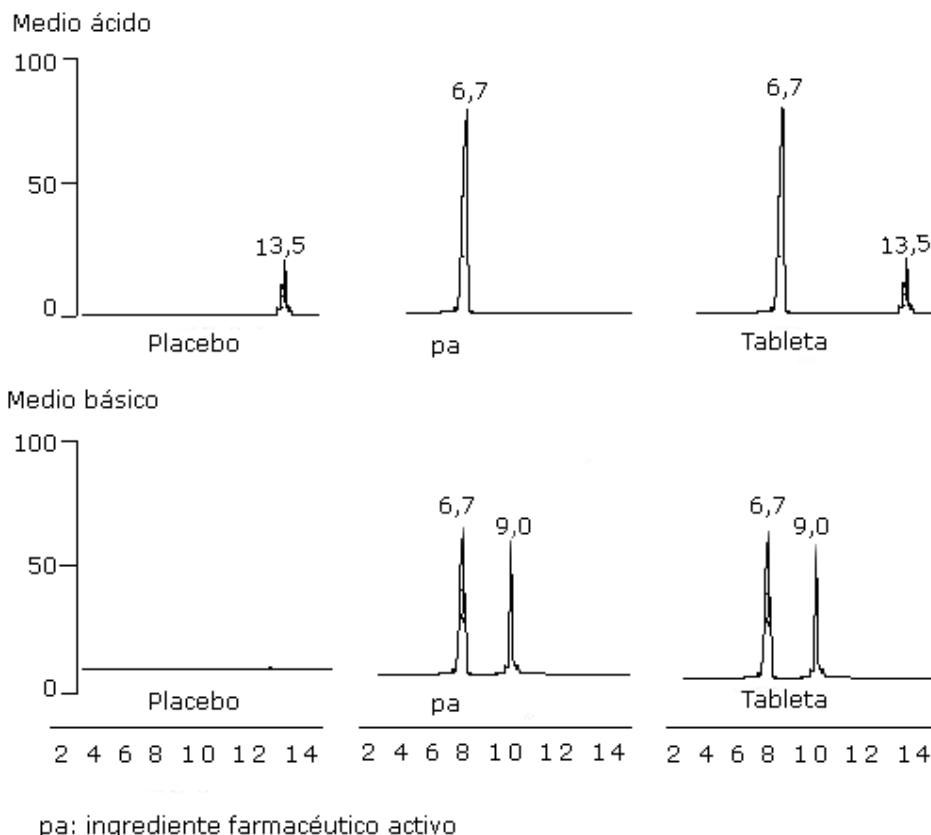 Medio ácido
100
50
0
13,5
Placebo
6,7
pa
6,7
13,5
Tableta
Medio básico
100
50
0
Placebo
6,7
9,0
pa
6,7
9,0
Tableta
2 4 6 8 10 12 14
2 4 6 8 10 12 14
2 4 6 8 10 12 14
pa: ingrediente farmacéutico activo